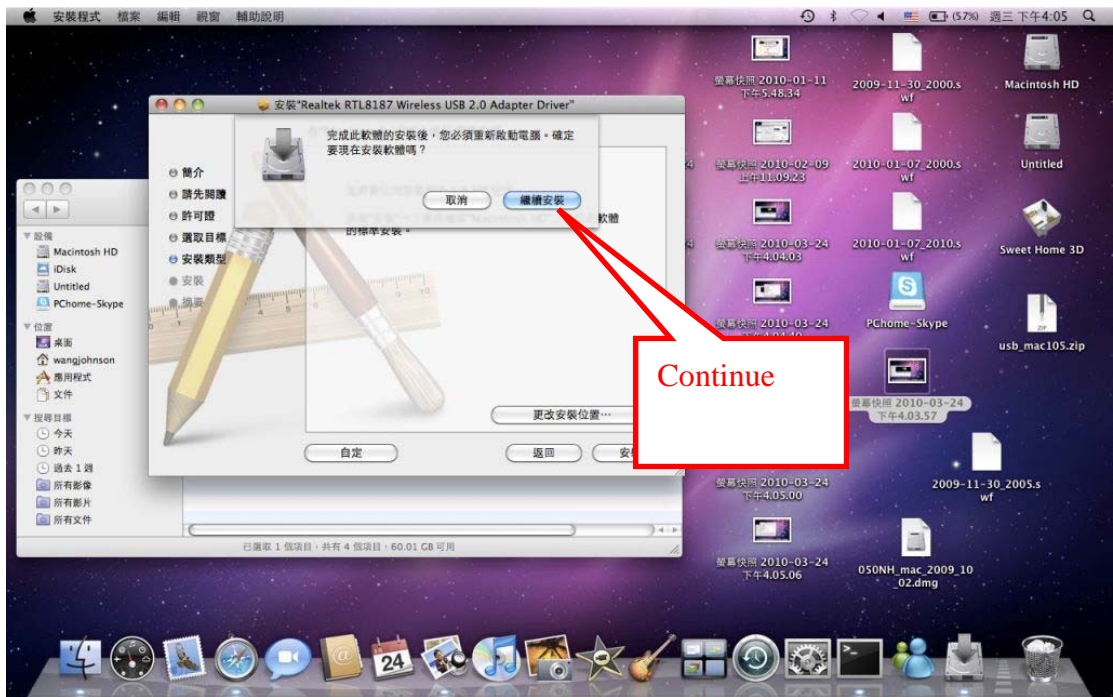 安裝程式 檔案 編輯 視窗 輔助說明
(57%) 週三 下午4:05
安裝"Realtek RTL8187 Wireless USB 2.0 Adapter Driver"
完成此軟體的安裝後，您必須重新啟動電腦。確定
要現在安裝軟體嗎？
取消 繼續安裝
簡介
請先閱讀
許可證
選取目標
安裝類型
安裝
摘要
軟體
的標準安裝。
更改安裝位置…
自定 返回
Continue
設備
Macintosh HD
iDisk
Untitled
PChome-Skype
位置
桌面
wangjohnson
應用程式
文件
搜尋目標
今天
昨天
過去 1 週
所有影像
所有影片
所有文件
已選取 1 個項目，共有 4 個項目，60.01 GB 可用
螢幕快照 2010-01-11
下午5.48.34
2009-11-30_2000.s
wf
Macintosh HD
螢幕快照 2010-02-09
上午11.09.23
2010-01-07_2000.s
wf
Untitled
螢幕快照 2010-03-24
下午4.04.03
2010-01-07_2010.s
wf
Sweet Home 3D
螢幕快照 2010-03-24
PChome-Skype
ZIP
usb_mac105.zip
螢幕快照 2010-03-24
下午4.03.57
螢幕快照 2010-03-24
下午4.05.00
2009-11-30_2005.s
wf
螢幕快照 2010-03-24
下午4.05.06
050NH_mac_2009_10
_02.dmg
24